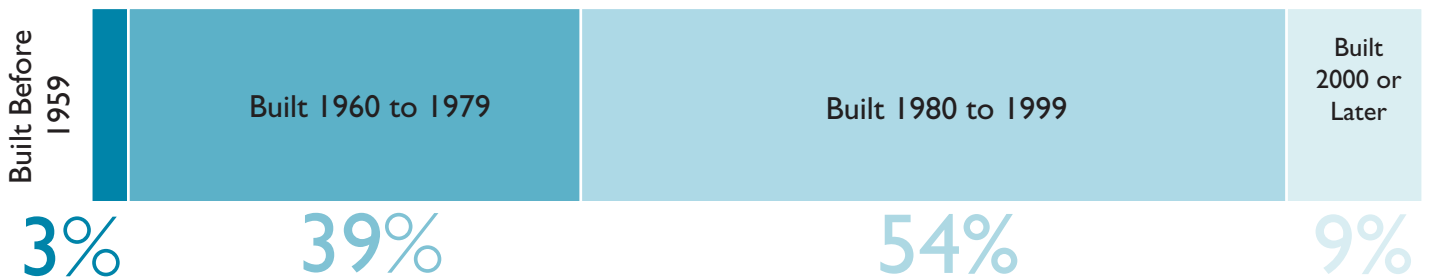 Built Before
1959
Built 1960 to 1979
Built 1980 to 1999
Built
2000 or
Later
3%
39%
54%
9%